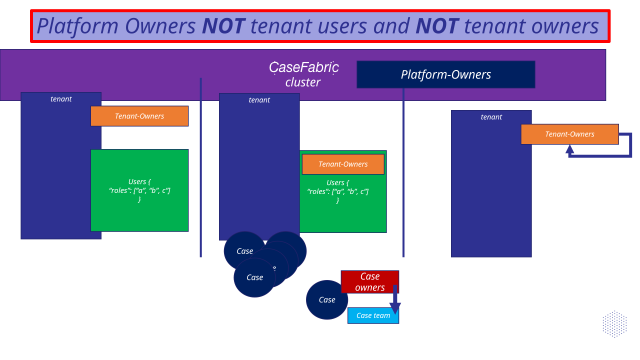 Platform Owners NOT tenant users and NOT tenant owners
CaseFabric
cluster
Platform-Owners
tenant
Tenant-Owners
Users {
"roles": ["a", "b", "c"]
}
tenant
Tenant-Owners
Users {
"roles": ["a", "b", "c"]
}
tenant
Tenant-Owners
Case
Case
Case
Case
owners
Case team